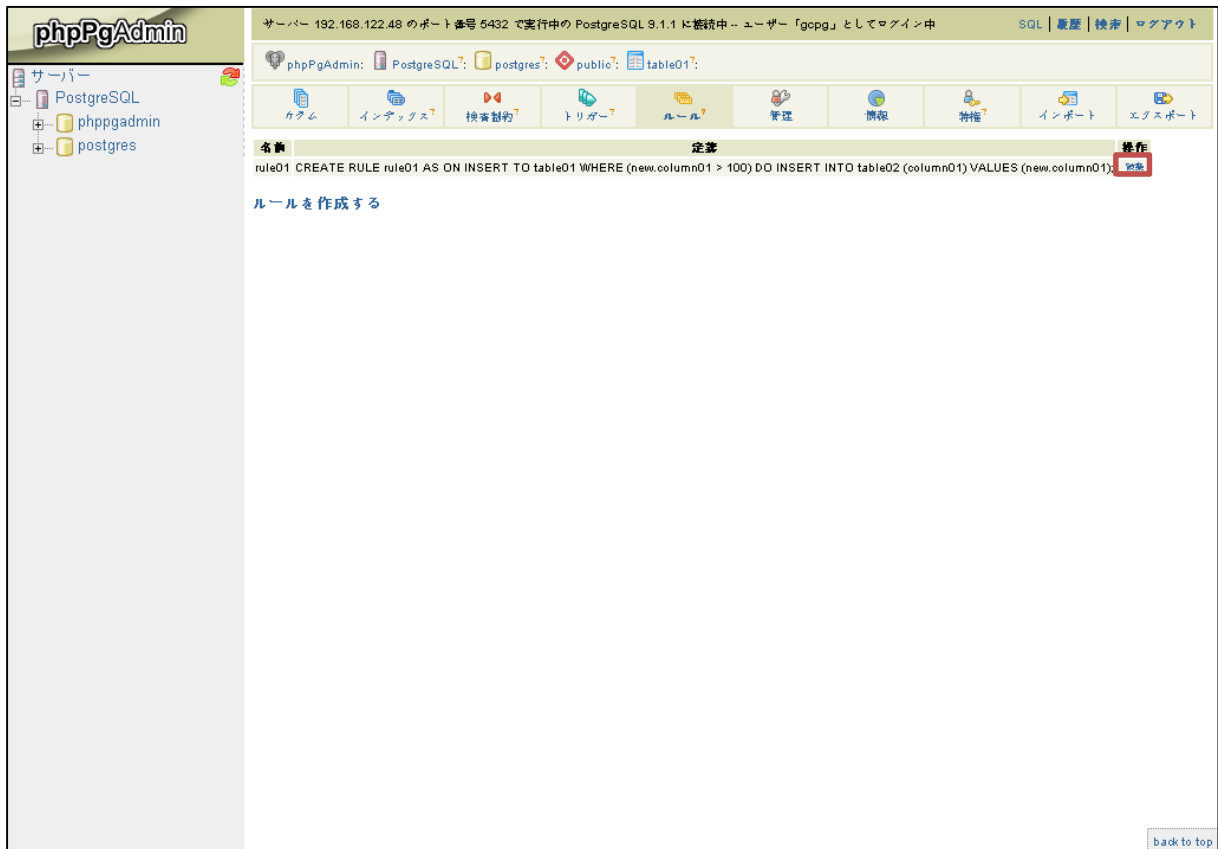 phpPgAdmin
サーバー 192.168.122.48 のポート番号 5432 で実行中の PostgreSQL 9.1.1 に接続中 -- ユーザー「gcpg」としてログイン中
SQL | 履歴 | 検索 | ログアウト
phpPgAdmin: PostgreSQL?: postgres?: public?: table01?:
サーバー
PostgreSQL
phppgadmin
postgres
カラム インデックス? 検査制約? トリガー? ルール? 管理 情報 特権? インポート エクスポート
名前 定義 操作
rule01 CREATE RULE rule01 AS ON INSERT TO table01 WHERE (new.column01 > 100) DO INSERT INTO table02 (column01) VALUES (new.column01); 破棄
ルールを作成する
back to top